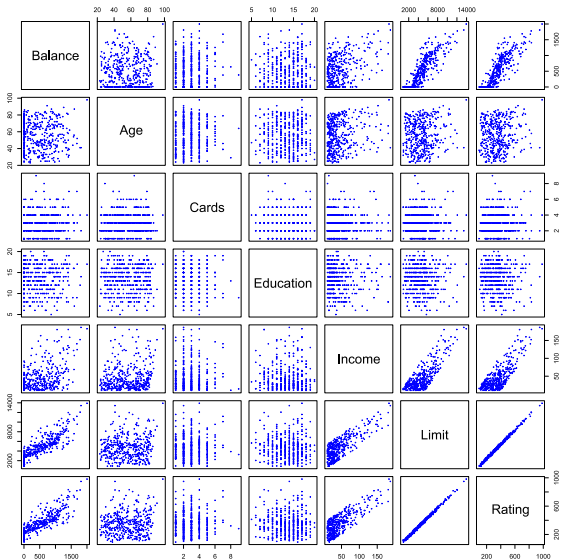 20 40 60 80 100
5 10 15 20
2000 8000 14000
Balance
0 500 1500
20 40 60 80 100
Age
Cards
2 4 6 8
5 10 15 20
Education
Income
50 100 150
2000 8000 14000
Limit
Rating
200 600 1000
0 500 1500
2 4 6 8
50 100 150
200 600 1000